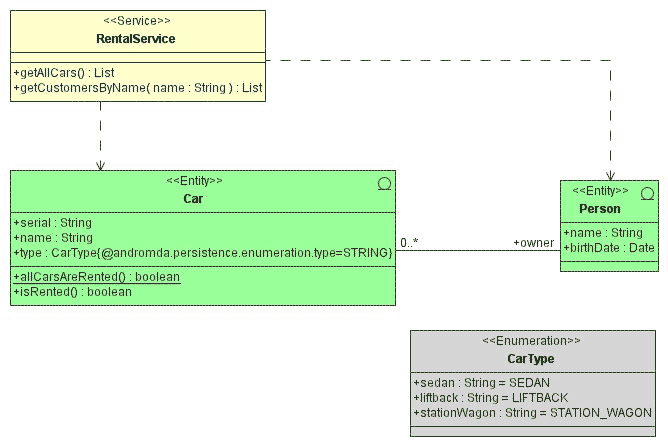 <<Service>>
RentalService
+getAllCars() : List
+getCustomersByName( name : String ) : List
<<Entity>>
Car
+serial : String
+name : String
+type : CarType{@andromda.persistence.enumeration.type=STRING}
+allCarsAreRented() : boolean
+isRented() : boolean
0..*
+owner
<<Entity>>
Person
+name : String
+birthDate : Date
<<Enumeration>>
CarType
+sedan : String = SEDAN
+liftback : String = LIFTBACK
+stationWagon : String = STATION_WAGON